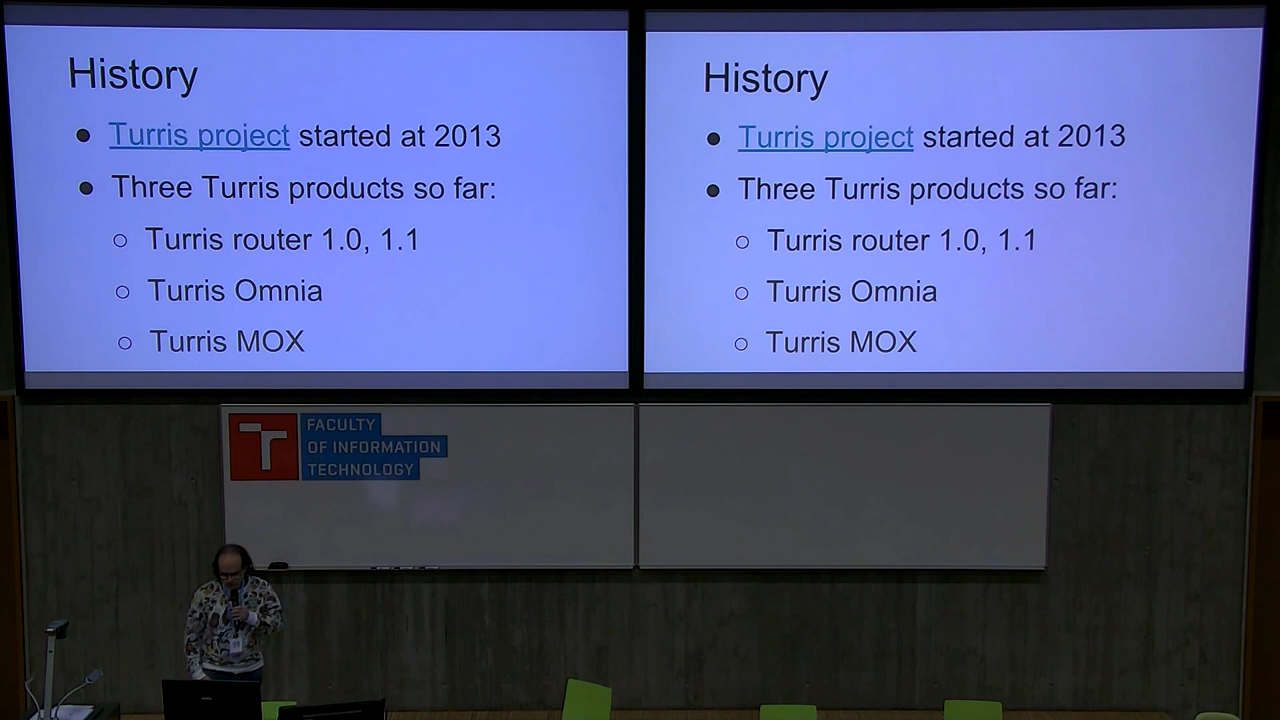 History
● Turris project started at 2013
● Three Turris products so far:
○ Turris router 1.0, 1.1
○ Turris Omnia
○ Turris MOX
History
● Turris project started at 2013
● Three Turris products so far:
○ Turris router 1.0, 1.1
○ Turris Omnia
○ Turris MOX
T FACULTY
OF INFORMATION
TECHNOLOGY